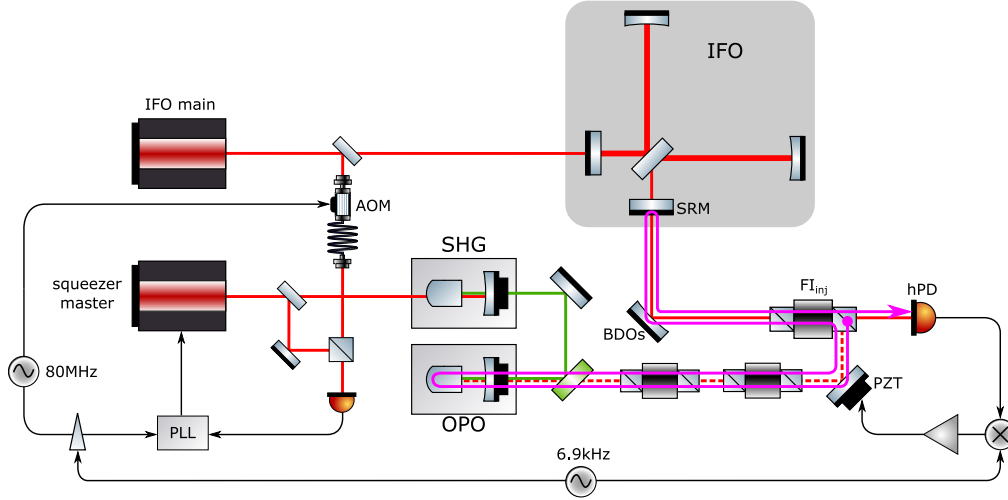 IFO
IFO main
AOM
SRM
SHG
squeezer
master
FIinj
hPD
BDOs
80MHz
PZT
OPO
PLL
6.9kHz